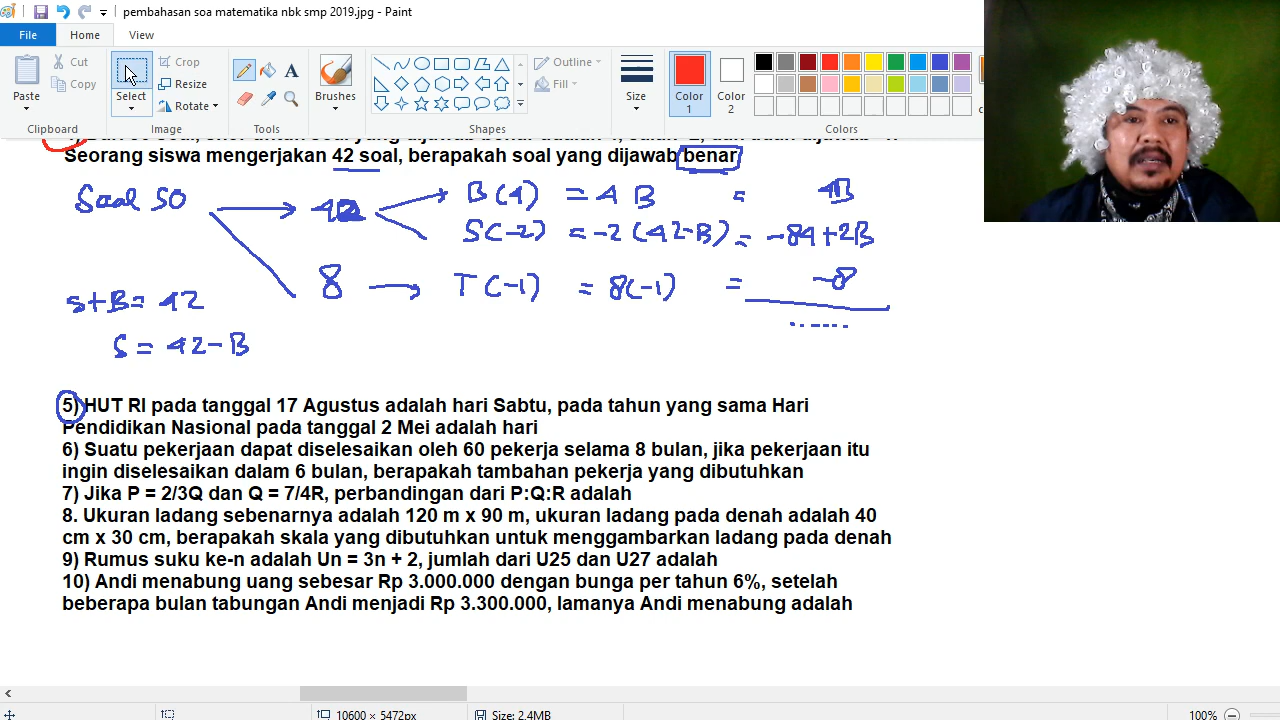 pembahasan soa matematika nbk smp 2019.jpg - Paint
File Home View
Paste Cut Copy Select Crop Resize Rotate Brushes Outline Fill Size Color 1 Color 2
Clipboard Image Tools Shapes Colors
Seorang siswa mengerjakan 42 soal, berapakah soal yang dijawab benar
Soal 50 42 B(4) = 4B = 4B
S(-2) = -2(42-B) = -84+2B
8 T(-1) = 8(-1) = -8
S+B= 42
S = 42-B
5) HUT RI pada tanggal 17 Agustus adalah hari Sabtu, pada tahun yang sama Hari
Pendidikan Nasional pada tanggal 2 Mei adalah hari
6) Suatu pekerjaan dapat diselesaikan oleh 60 pekerja selama 8 bulan, jika pekerjaan itu
ingin diselesaikan dalam 6 bulan, berapakah tambahan pekerja yang dibutuhkan
7) Jika P = 2/3Q dan Q = 7/4R, perbandingan dari P:Q:R adalah
8. Ukuran ladang sebenarnya adalah 120 m x 90 m, ukuran ladang pada denah adalah 40
cm x 30 cm, berapakah skala yang dibutuhkan untuk menggambarkan ladang pada denah
9) Rumus suku ke-n adalah Un = 3n + 2, jumlah dari U25 dan U27 adalah
10) Andi menabung uang sebesar Rp 3.000.000 dengan bunga per tahun 6%, setelah
beberapa bulan tabungan Andi menjadi Rp 3.300.000, lamanya Andi menabung adalah
10600 × 5472px Size: 2.4MB 100%